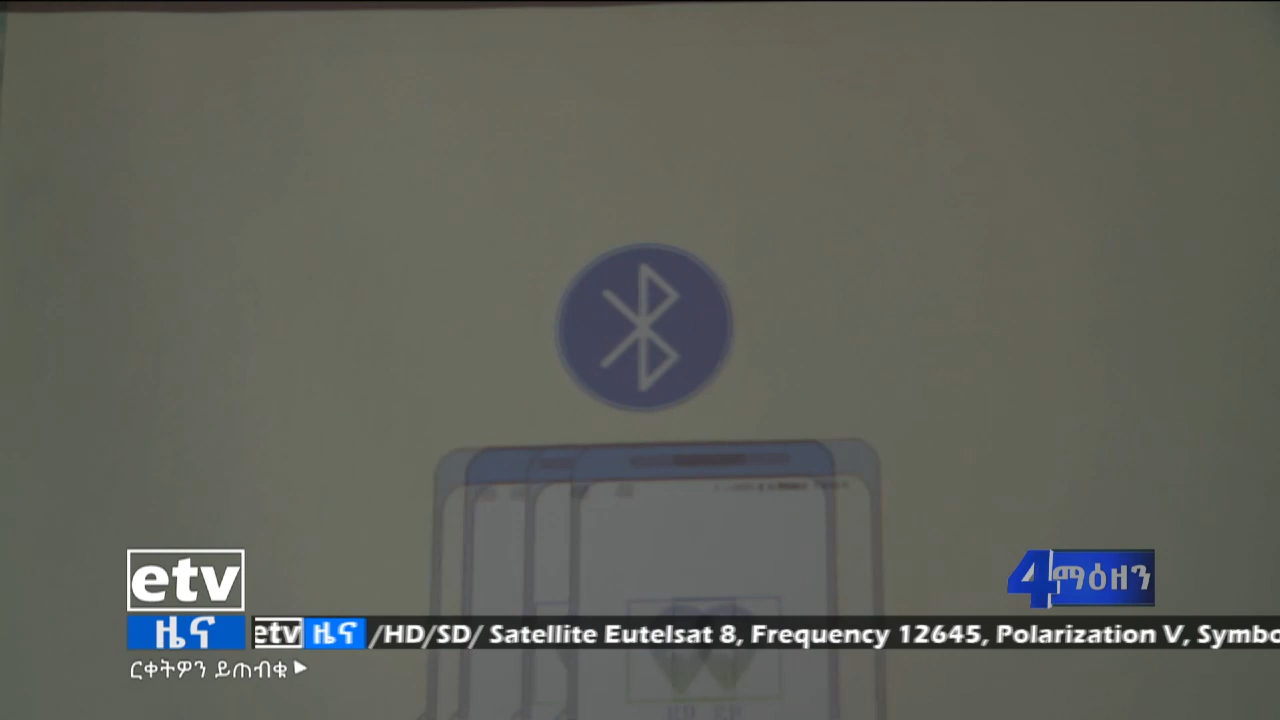 etv
4ማዕዘን
ዜና
etv ዜና /HD/SD/ Satellite Eutelsat 8, Frequency 12645, Polarization V, Symbo
ርቀትዎን ይጠብቁ